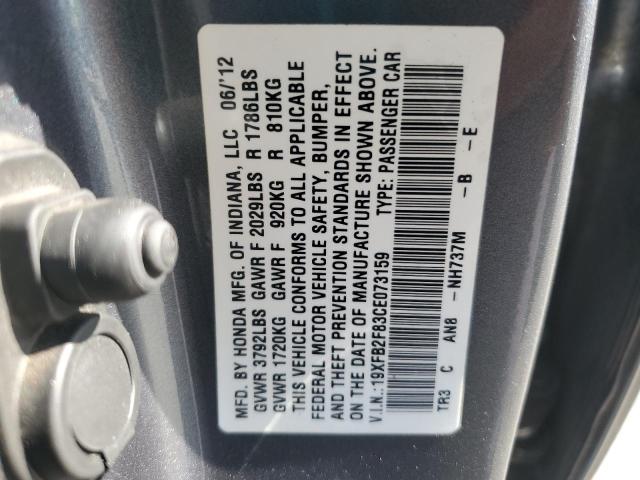 MFD. BY HONDA MFG. OF INDIANA, LLC 06/'12
GVWR 3792LBS GAWR F 2029LBS R 1786LBS
GVWR 1720KG GAWR F 920KG R 810KG
THIS VEHICLE CONFORMS TO ALL APPLICABLE
FEDERAL MOTOR VEHICLE SAFETY, BUMPER,
AND THEFT PREVENTION STANDARDS IN EFFECT
ON THE DATE OF MANUFACTURE SHOWN ABOVE.
V.I.N.:19XFB2F83CE073159 TYPE: PASSENGER CAR
TR3 C AN8 -NH737M -B -E